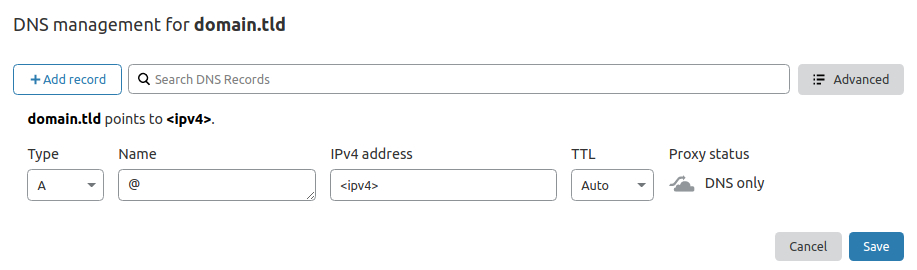 DNS management for domain.tld
+ Add record
Search DNS Records
Advanced
domain.tld points to <ipv4>.
Type Name IPv4 address TTL Proxy status
A @ <ipv4> Auto DNS only
Cancel Save